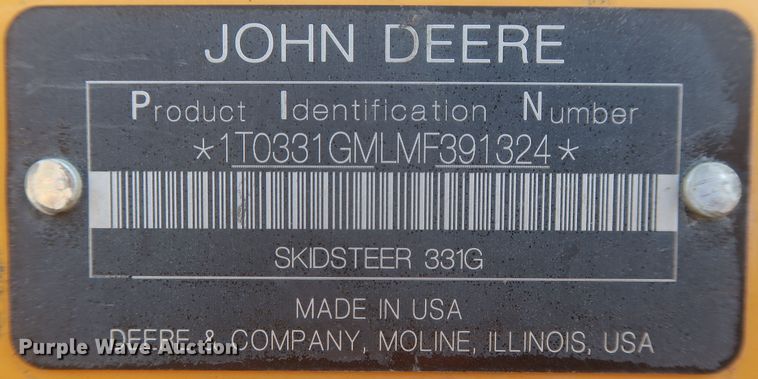 JOHN DEERE
Product Identification Number
*1T0331GMLMF391324*
SKIDSTEER 331G
MADE IN USA
DEERE & COMPANY, MOLINE, ILLINOIS, USA
Purple Wave Auction